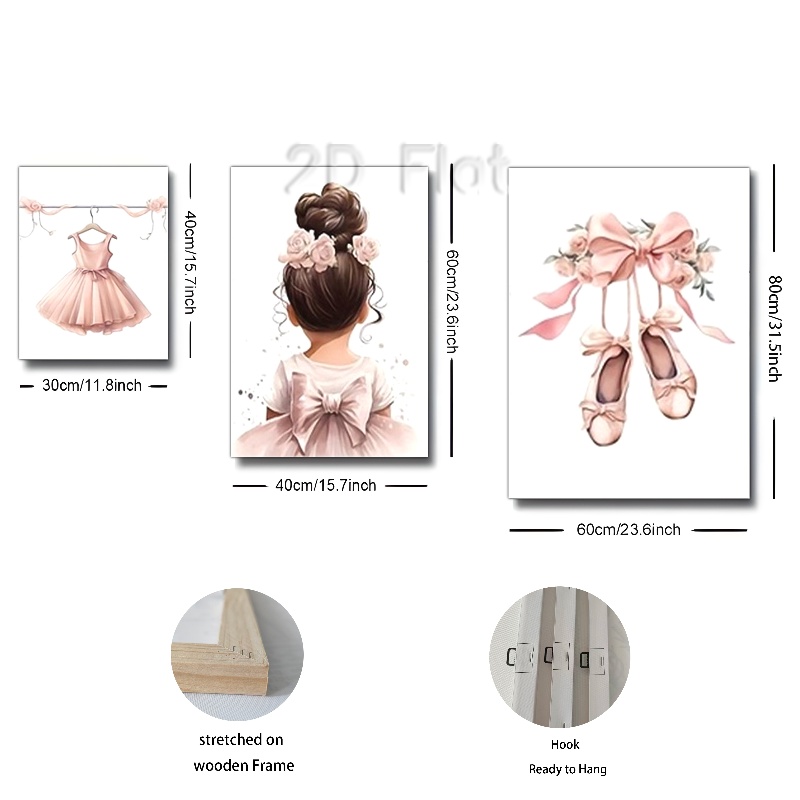 2D Flat
40cm/15.7inch
30cm/11.8inch
60cm/23.6inch
40cm/15.7inch
80cm/31.5inch
60cm/23.6inch
stretched on
wooden Frame
Hook
Ready to Hang